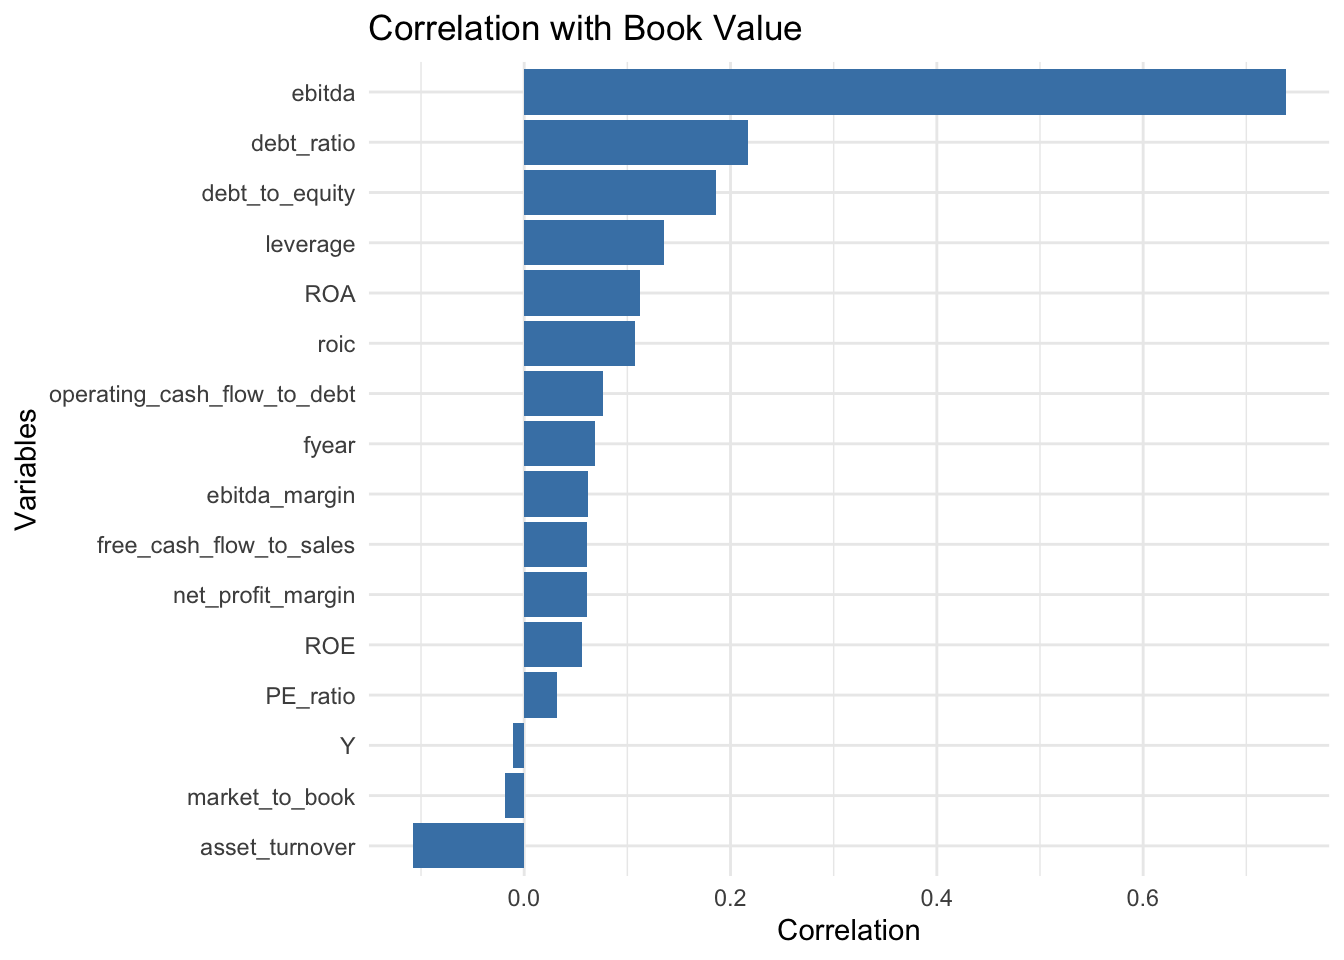 Correlation with Book Value
ebitda
debt_ratio
debt_to_equity
leverage
ROA
roic
operating_cash_flow_to_debt
fyear
ebitda_margin
free_cash_flow_to_sales
net_profit_margin
ROE
PE_ratio
Y
market_to_book
asset_turnover
Variables
0.0 0.2 0.4 0.6
Correlation